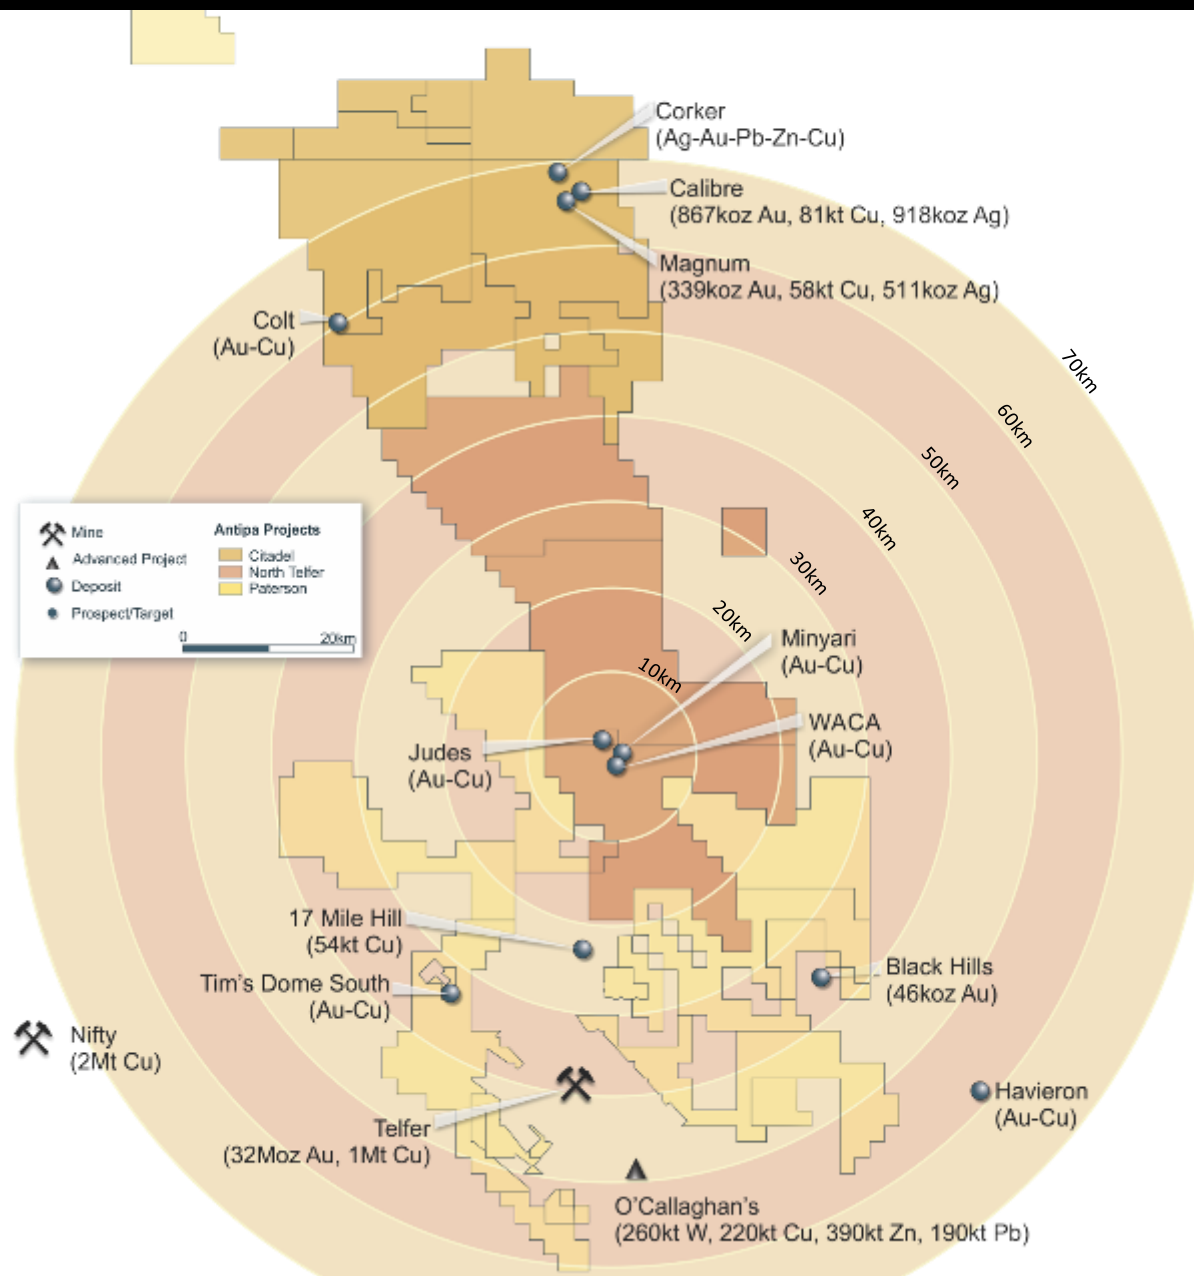 Corker
(Ag-Au-Pb-Zn-Cu)
Calibre
(867koz Au, 81kt Cu, 918koz Ag)
Magnum
(339koz Au, 58kt Cu, 511koz Ag)
Colt
(Au-Cu)
70km
60km
50km
40km
30km
20km
10km
Mine
Advanced Project
Deposit
Prospect/Target
Antipa Projects
Citadel
North Telfer
Paterson
0 20km
Minyari
(Au-Cu)
WACA
(Au-Cu)
Judes
(Au-Cu)
17 Mile Hill
(54kt Cu)
Tim's Dome South
(Au-Cu)
Black Hills
(46koz Au)
Nifty
(2Mt Cu)
Havieron
(Au-Cu)
Telfer
(32Moz Au, 1Mt Cu)
O'Callaghan's
(260kt W, 220kt Cu, 390kt Zn, 190kt Pb)